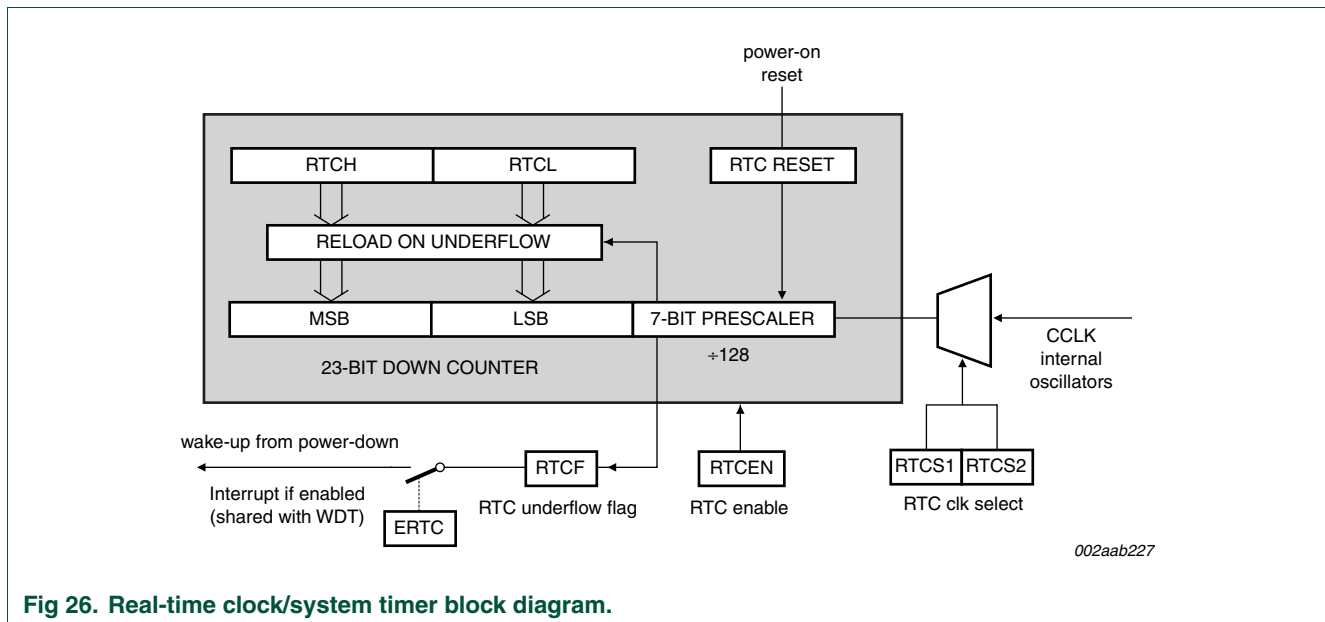 power-on
reset
RTCH
RTCL
RTC RESET
RELOAD ON UNDERFLOW
MSB
LSB
7-BIT PRESCALER
÷128
23-BIT DOWN COUNTER
CCLK
internal
oscillators
wake-up from power-down
RTCF
RTCEN
RTCS1
RTCS2
Interrupt if enabled
(shared with WDT)
RTC underflow flag
RTC enable
RTC clk select
ERTC
002aab227
Fig 26. Real-time clock/system timer block diagram.